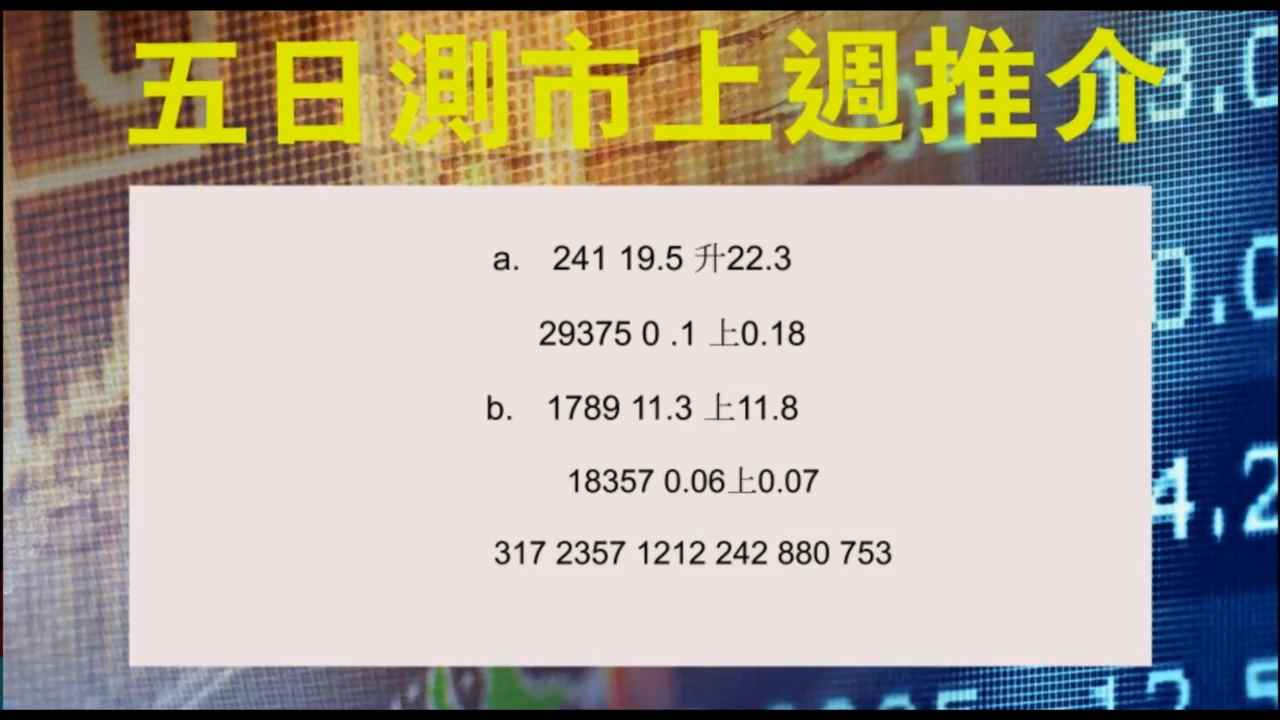 五日測市上週推介
a. 241 19.5 升22.3
29375 0 .1 上0.18
b. 1789 11.3 上11.8
18357 0.06上0.07
317 2357 1212 242 880 753